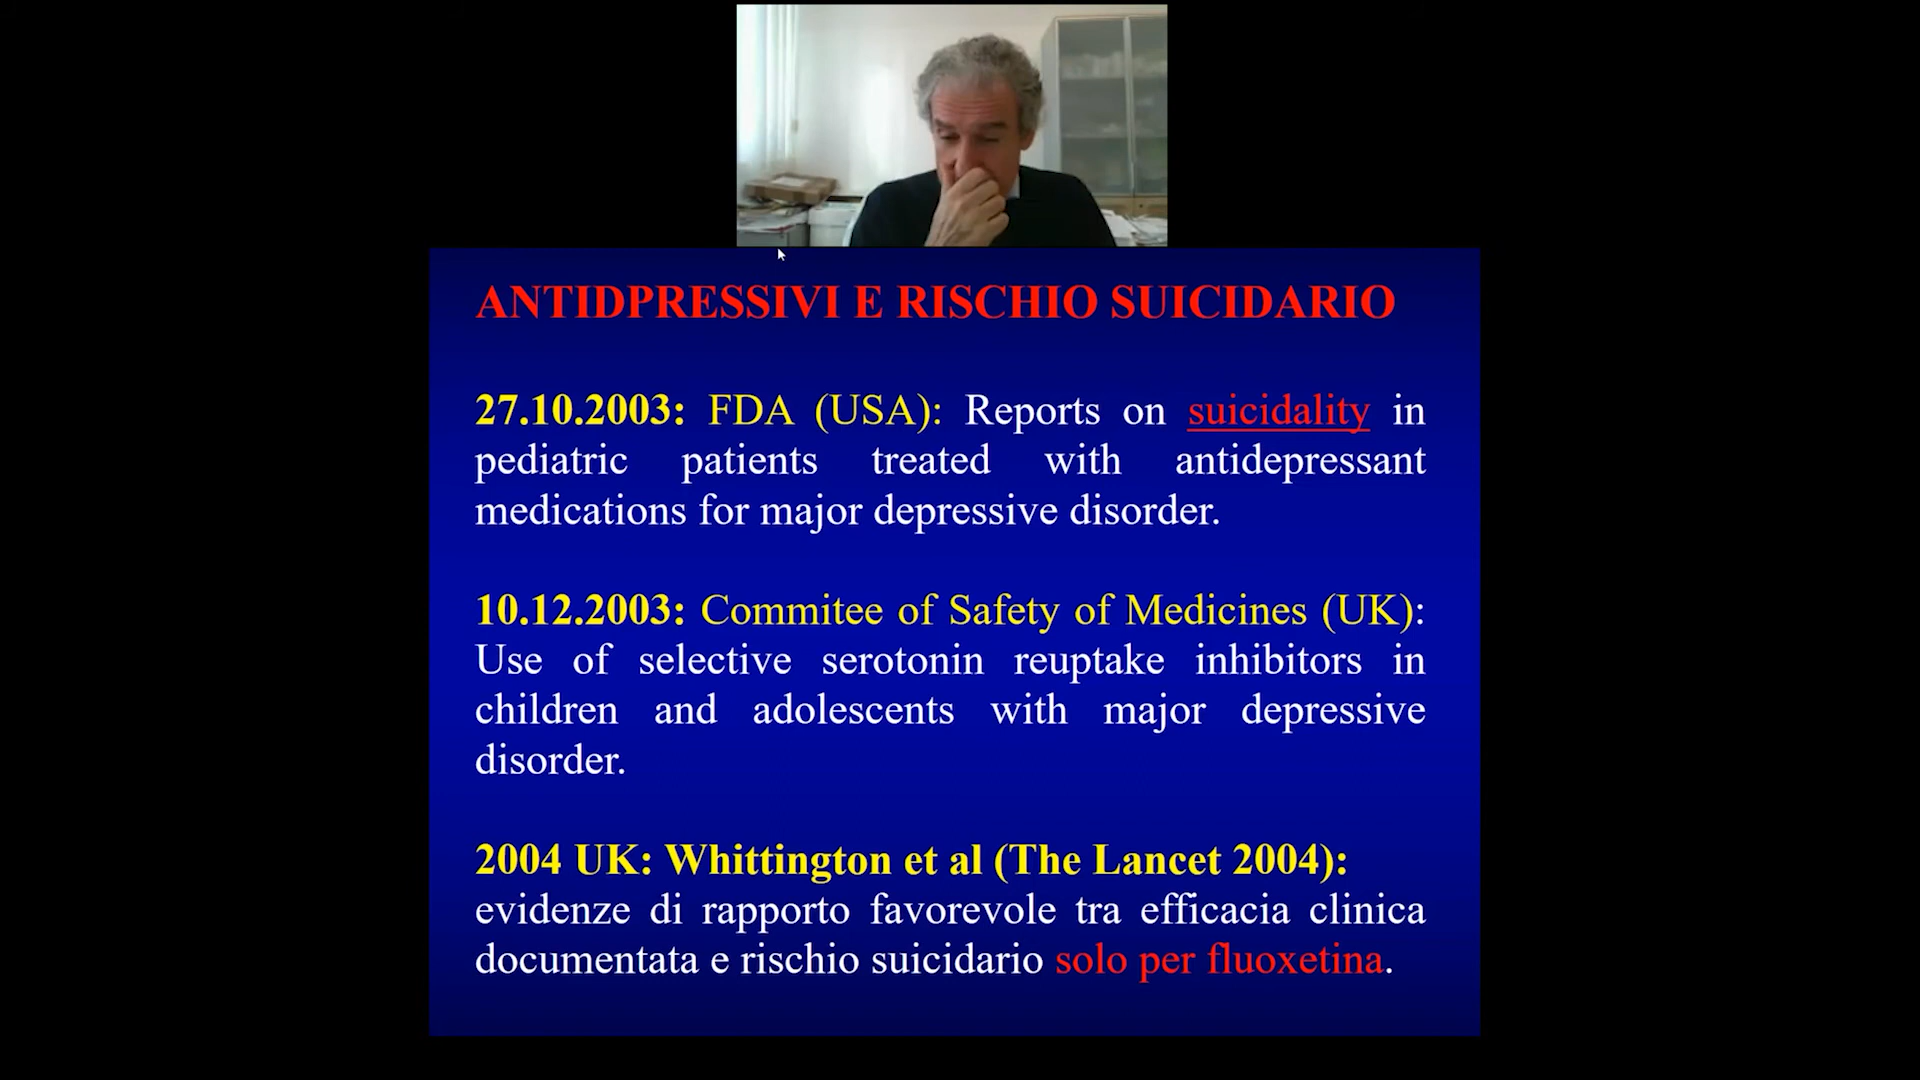 ANTIDPRESSIVI E RISCHIO SUICIDARIO
27.10.2003: FDA (USA): Reports on suicidality in
pediatric patients treated with antidepressant
medications for major depressive disorder.
10.12.2003: Commitee of Safety of Medicines (UK):
Use of selective serotonin reuptake inhibitors in
children and adolescents with major depressive
disorder.
2004 UK: Whittington et al (The Lancet 2004):
evidenze di rapporto favorevole tra efficacia clinica
documentata e rischio suicidario solo per fluoxetina.